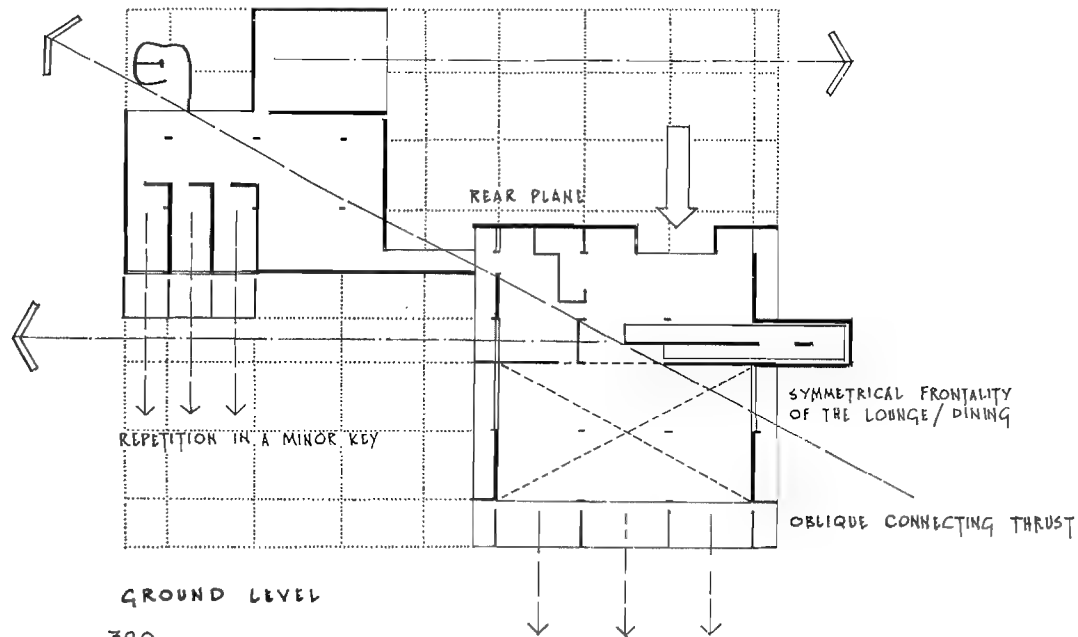 REAR PLANE
SYMMETRICAL FRONTALITY
OF THE LOUNGE/DINING
REPETITION IN A MINOR KEY
OBLIQUE CONNECTING THRUST
GROUND LEVEL